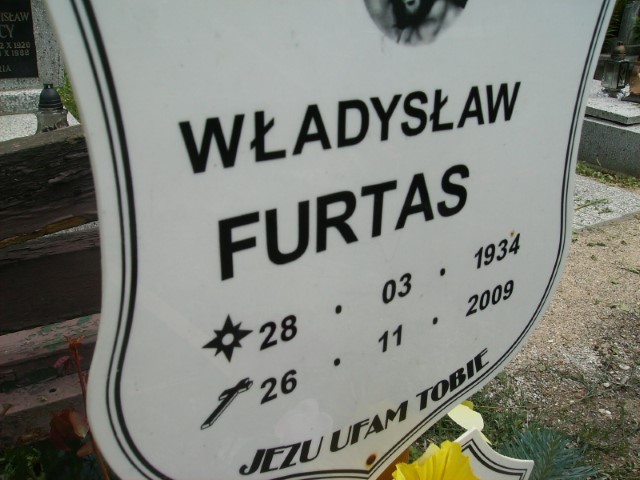 WŁADYSŁAW
FURTAS
28 • 03 • 1934
26 • 11 • 2009
JEZU UFAM TOBIE